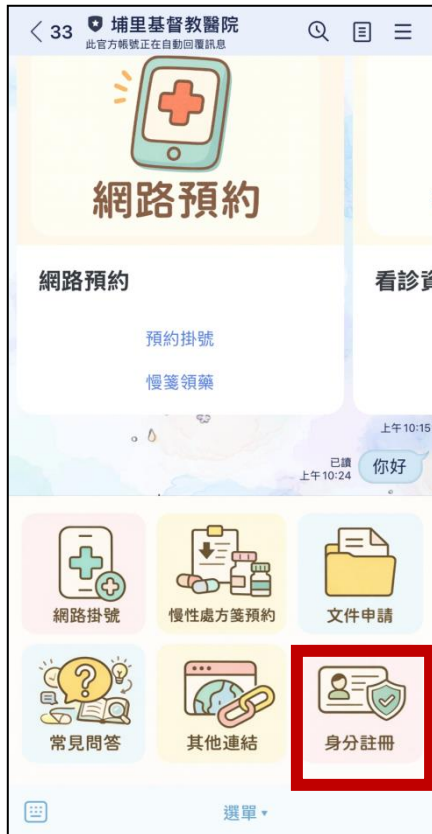 33
埔里基督教醫院
此官方帳號正在自動回覆訊息
網路預約
網路預約
看診資
預約掛號
慢箋領藥
上午10:15
已讀
上午10:24
你好
網路掛號
慢性處方箋預約
文件申請
常見問答
其他連結
身分註冊
選單